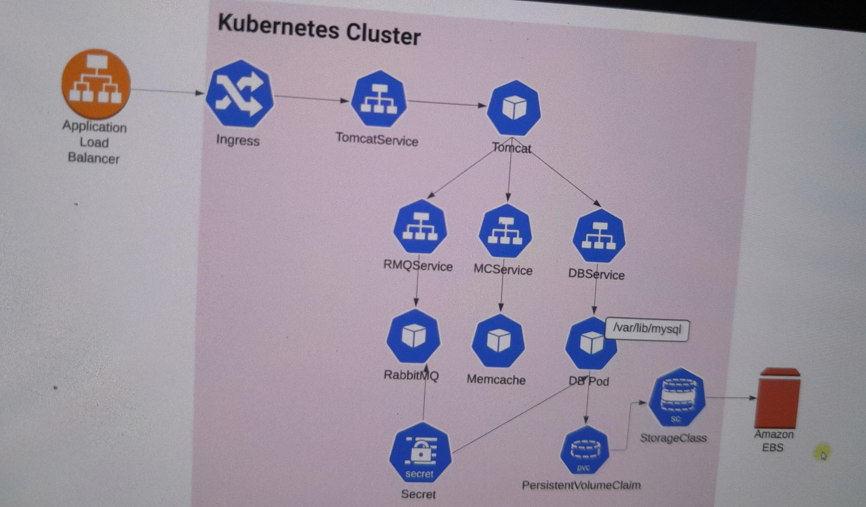 Kubernetes Cluster
Application
Load
Balancer
Ingress
TomcatService
Tomcat
RMQService
MCService
DBService
/var/lib/mysql
RabbitMQ
Memcache
DB Pod
sc
StorageClass
Amazon
EBS
secret
Secret
pvc
PersistentVolumeClaim